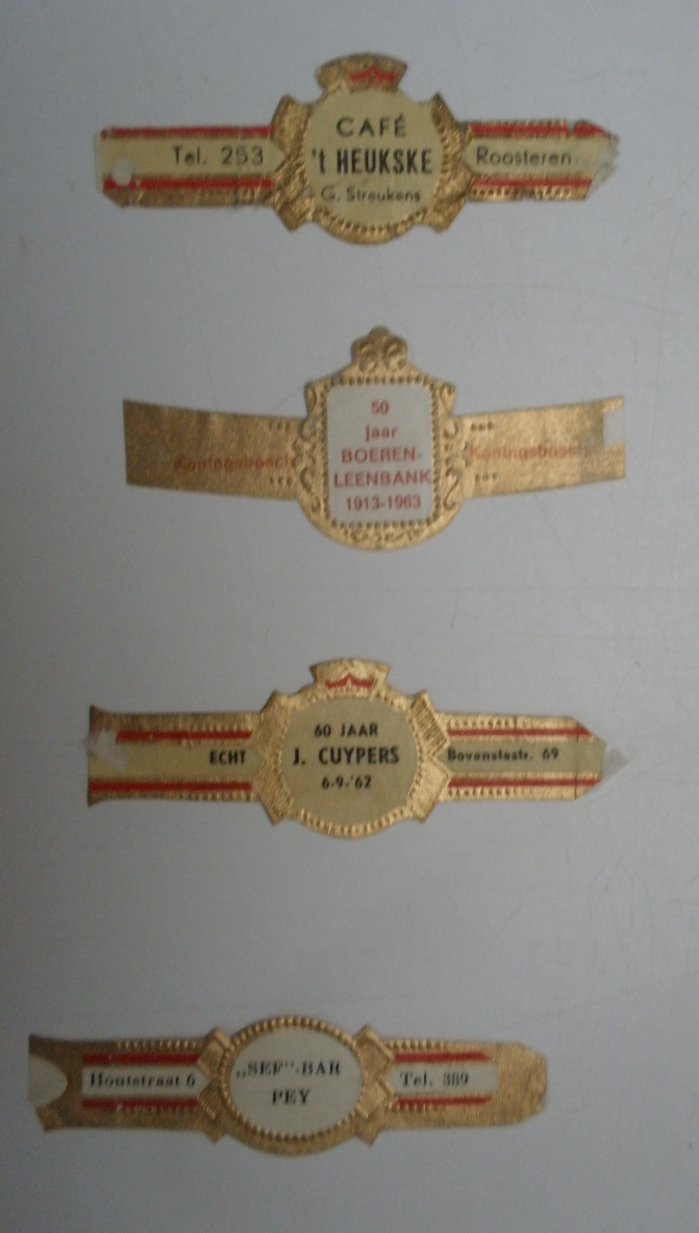 CAFÉ
Tel. 253 't HEUKSKE Roosteren
G. Streukens
50
jaar
BOEREN-
Koningsbosch LEENBANK Koningsbosch
1913-1963
60 JAAR
ECHT J. CUYPERS Bovenstestr. 69
6-9-'62
Houtstraat 6 „SEF”-BAR Tel. 389
PEY